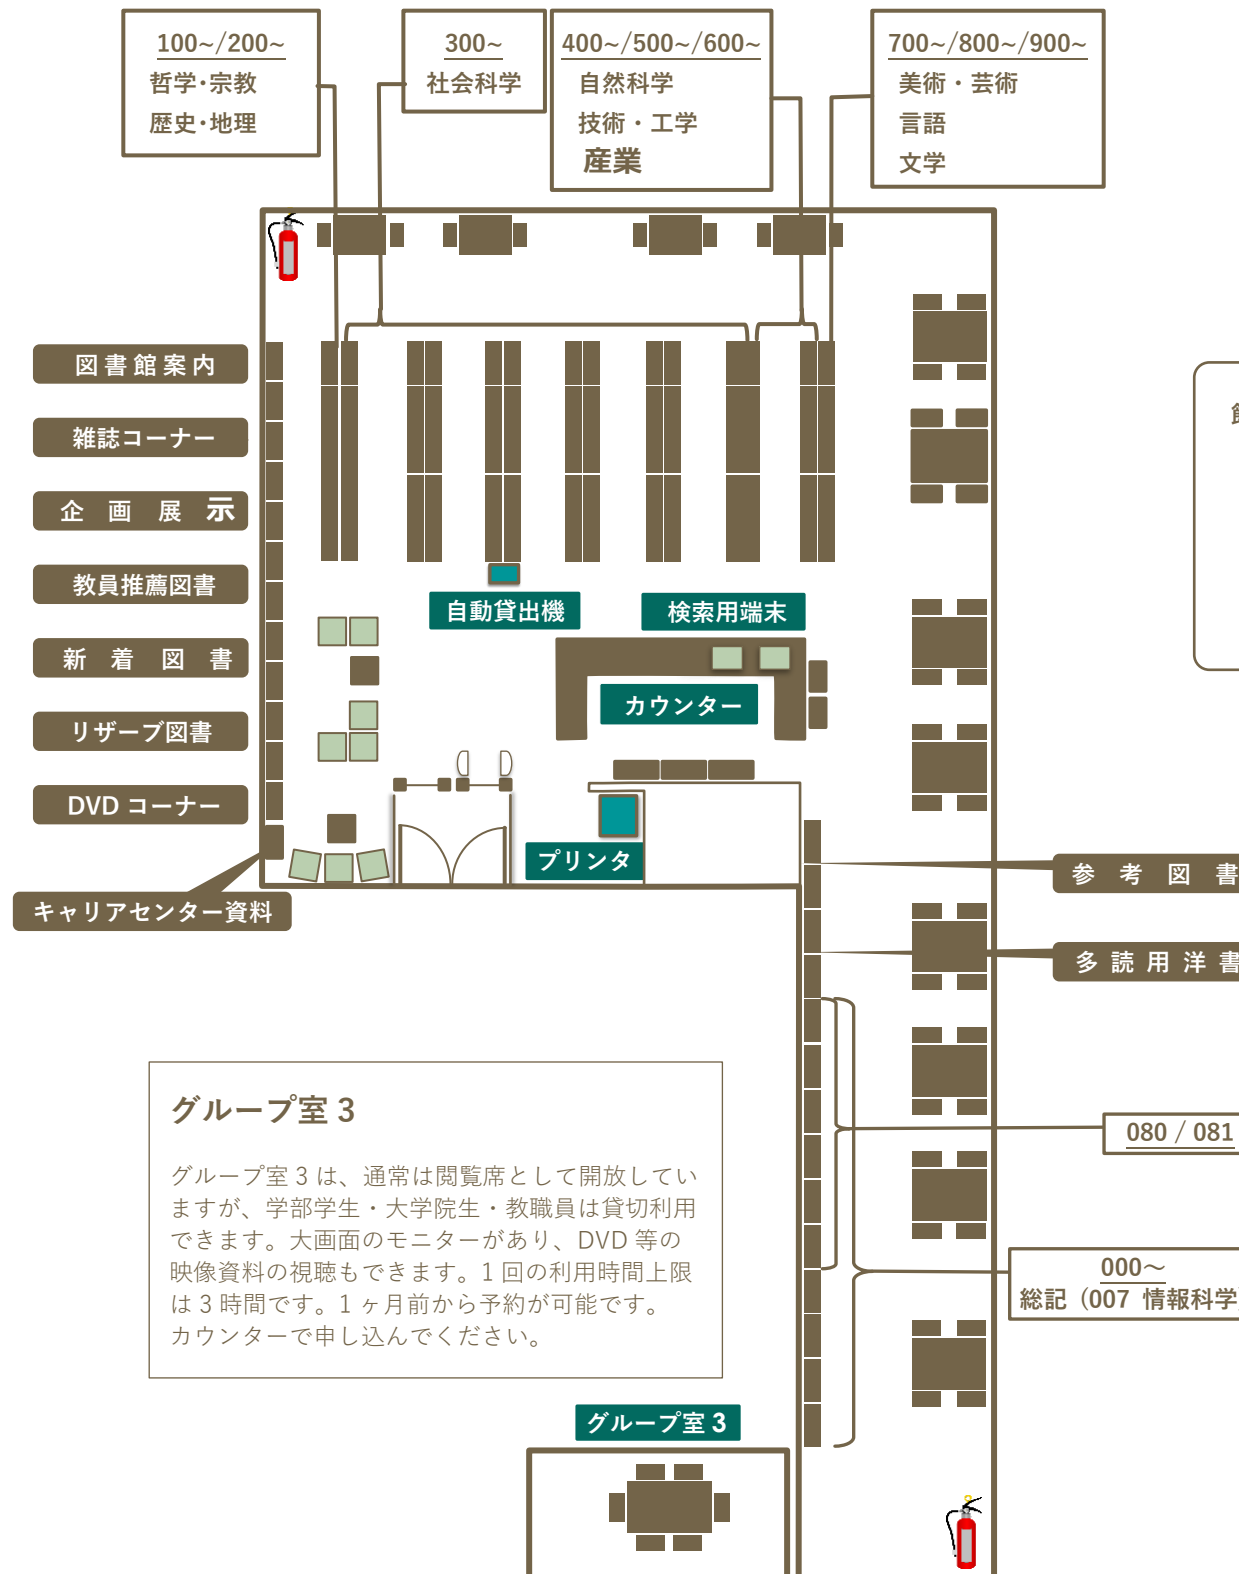 100~/200~
哲学･宗教
歴史･地理
300~
社会科学
400~/500~/600~
自然科学
技術・工学
産業
700~/800~/900~
美術・芸術
言語
文学
図書館案内
雑誌コーナー
企画展示
教員推薦図書
新着図書
リザーブ図書
DVD コーナー
キャリアセンター資料
自動貸出機
検索用端末
カウンター
プリンタ
参考図書
多読用洋書
080 / 081
000～
総記（007 情報科学
グループ室 3
グループ室 3 は、通常は閲覧席として開放してい
ますが、学部学生・大学院生・教職員は貸切利用
できます。大画面のモニターがあり、DVD 等の
映像資料の視聴もできます。1 回の利用時間上限
は 3 時間です。1 ヶ月前から予約が可能です。
カウンターで申し込んでください。
グループ室 3